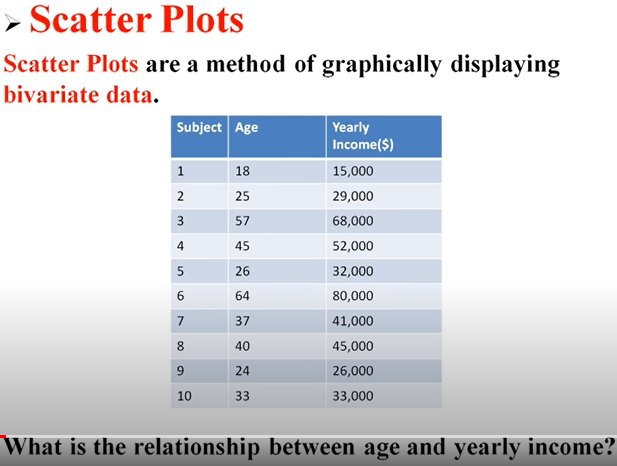 ➢ Scatter Plots
Scatter Plots are a method of graphically displaying
bivariate data.
Subject Age Yearly
Income($)
1 18 15,000
2 25 29,000
3 57 68,000
4 45 52,000
5 26 32,000
6 64 80,000
7 37 41,000
8 40 45,000
9 24 26,000
10 33 33,000
What is the relationship between age and yearly income?